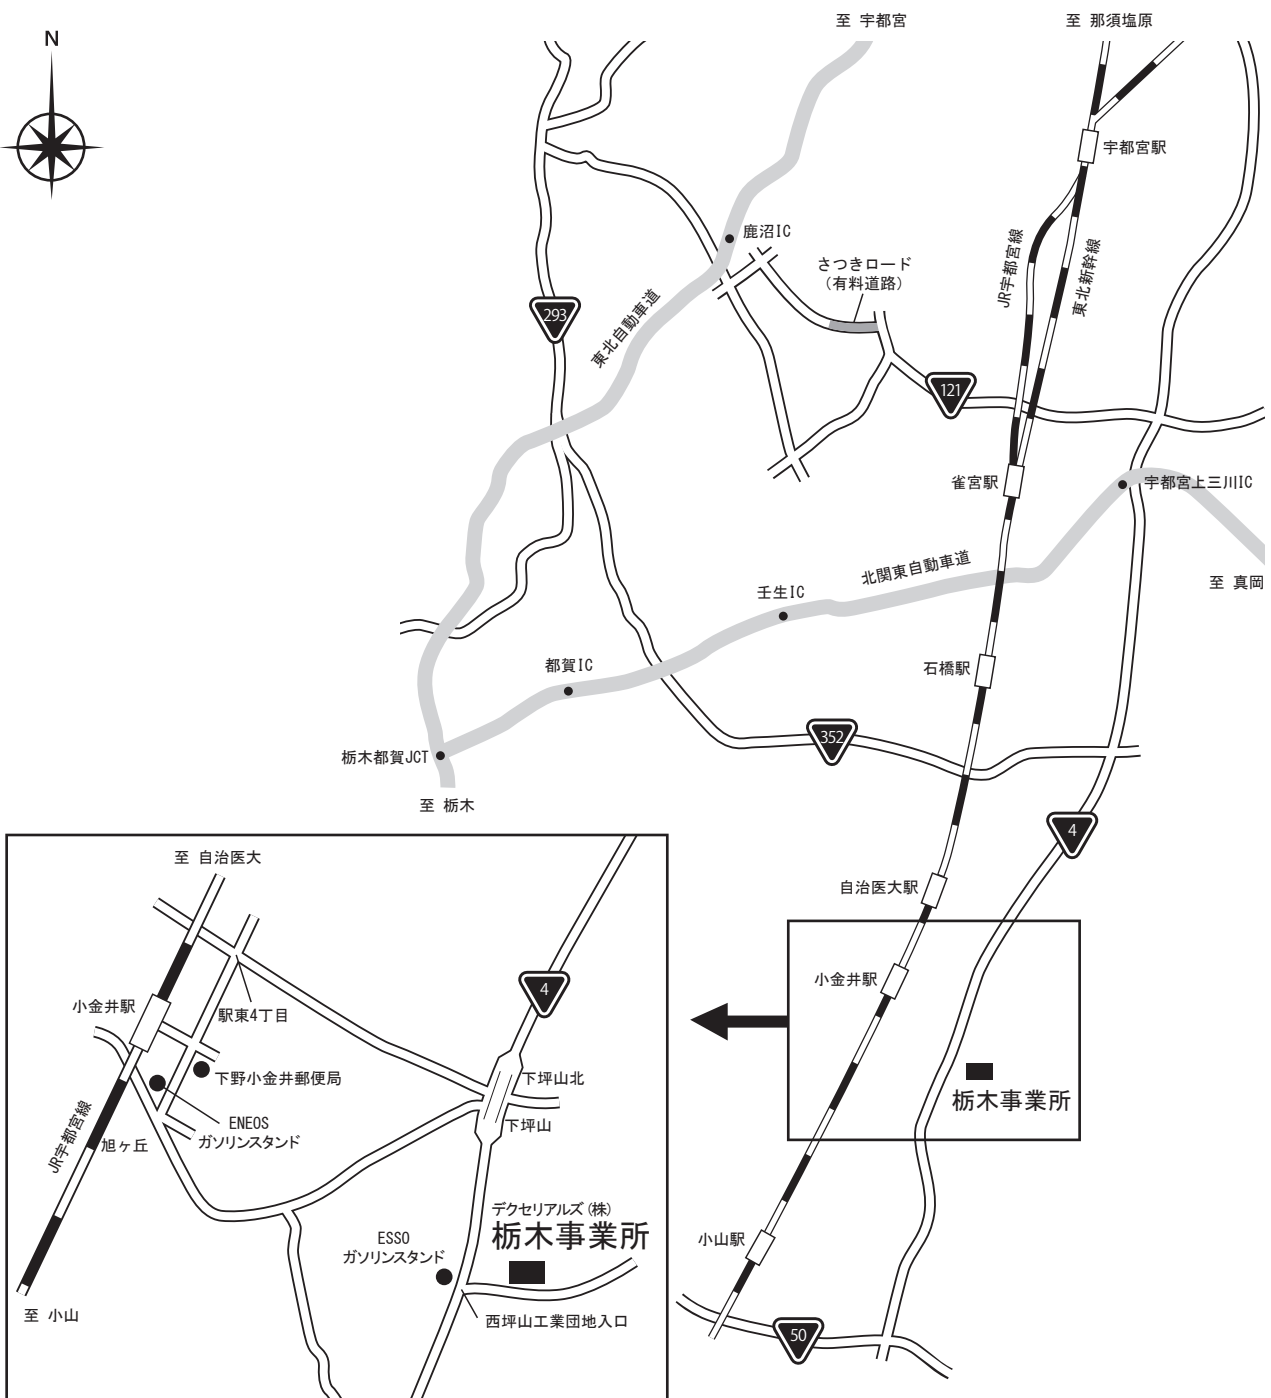 至 宇都宮
至 那須塩原
N
宇都宮駅
鹿沼IC
さつきロード
(有料道路)
JR宇都宮線
東北新幹線
293
東北自動車道
121
雀宮駅
宇都宮上三川IC
北関東自動車道
至 真岡
壬生IC
石橋駅
都賀IC
352
栃木都賀JCT
至 栃木
4
自治医大駅
小金井駅
栃木事業所
小山駅
50
至 自治医大
4
小金井駅
駅東4丁目
下野小金井郵便局
下坪山北
ENEOS
ガソリンスタンド
下坪山
JR宇都宮線
旭ヶ丘
デクセリアルズ(株)
栃木事業所
ESSO
ガソリンスタンド
至 小山
西坪山工業団地入口